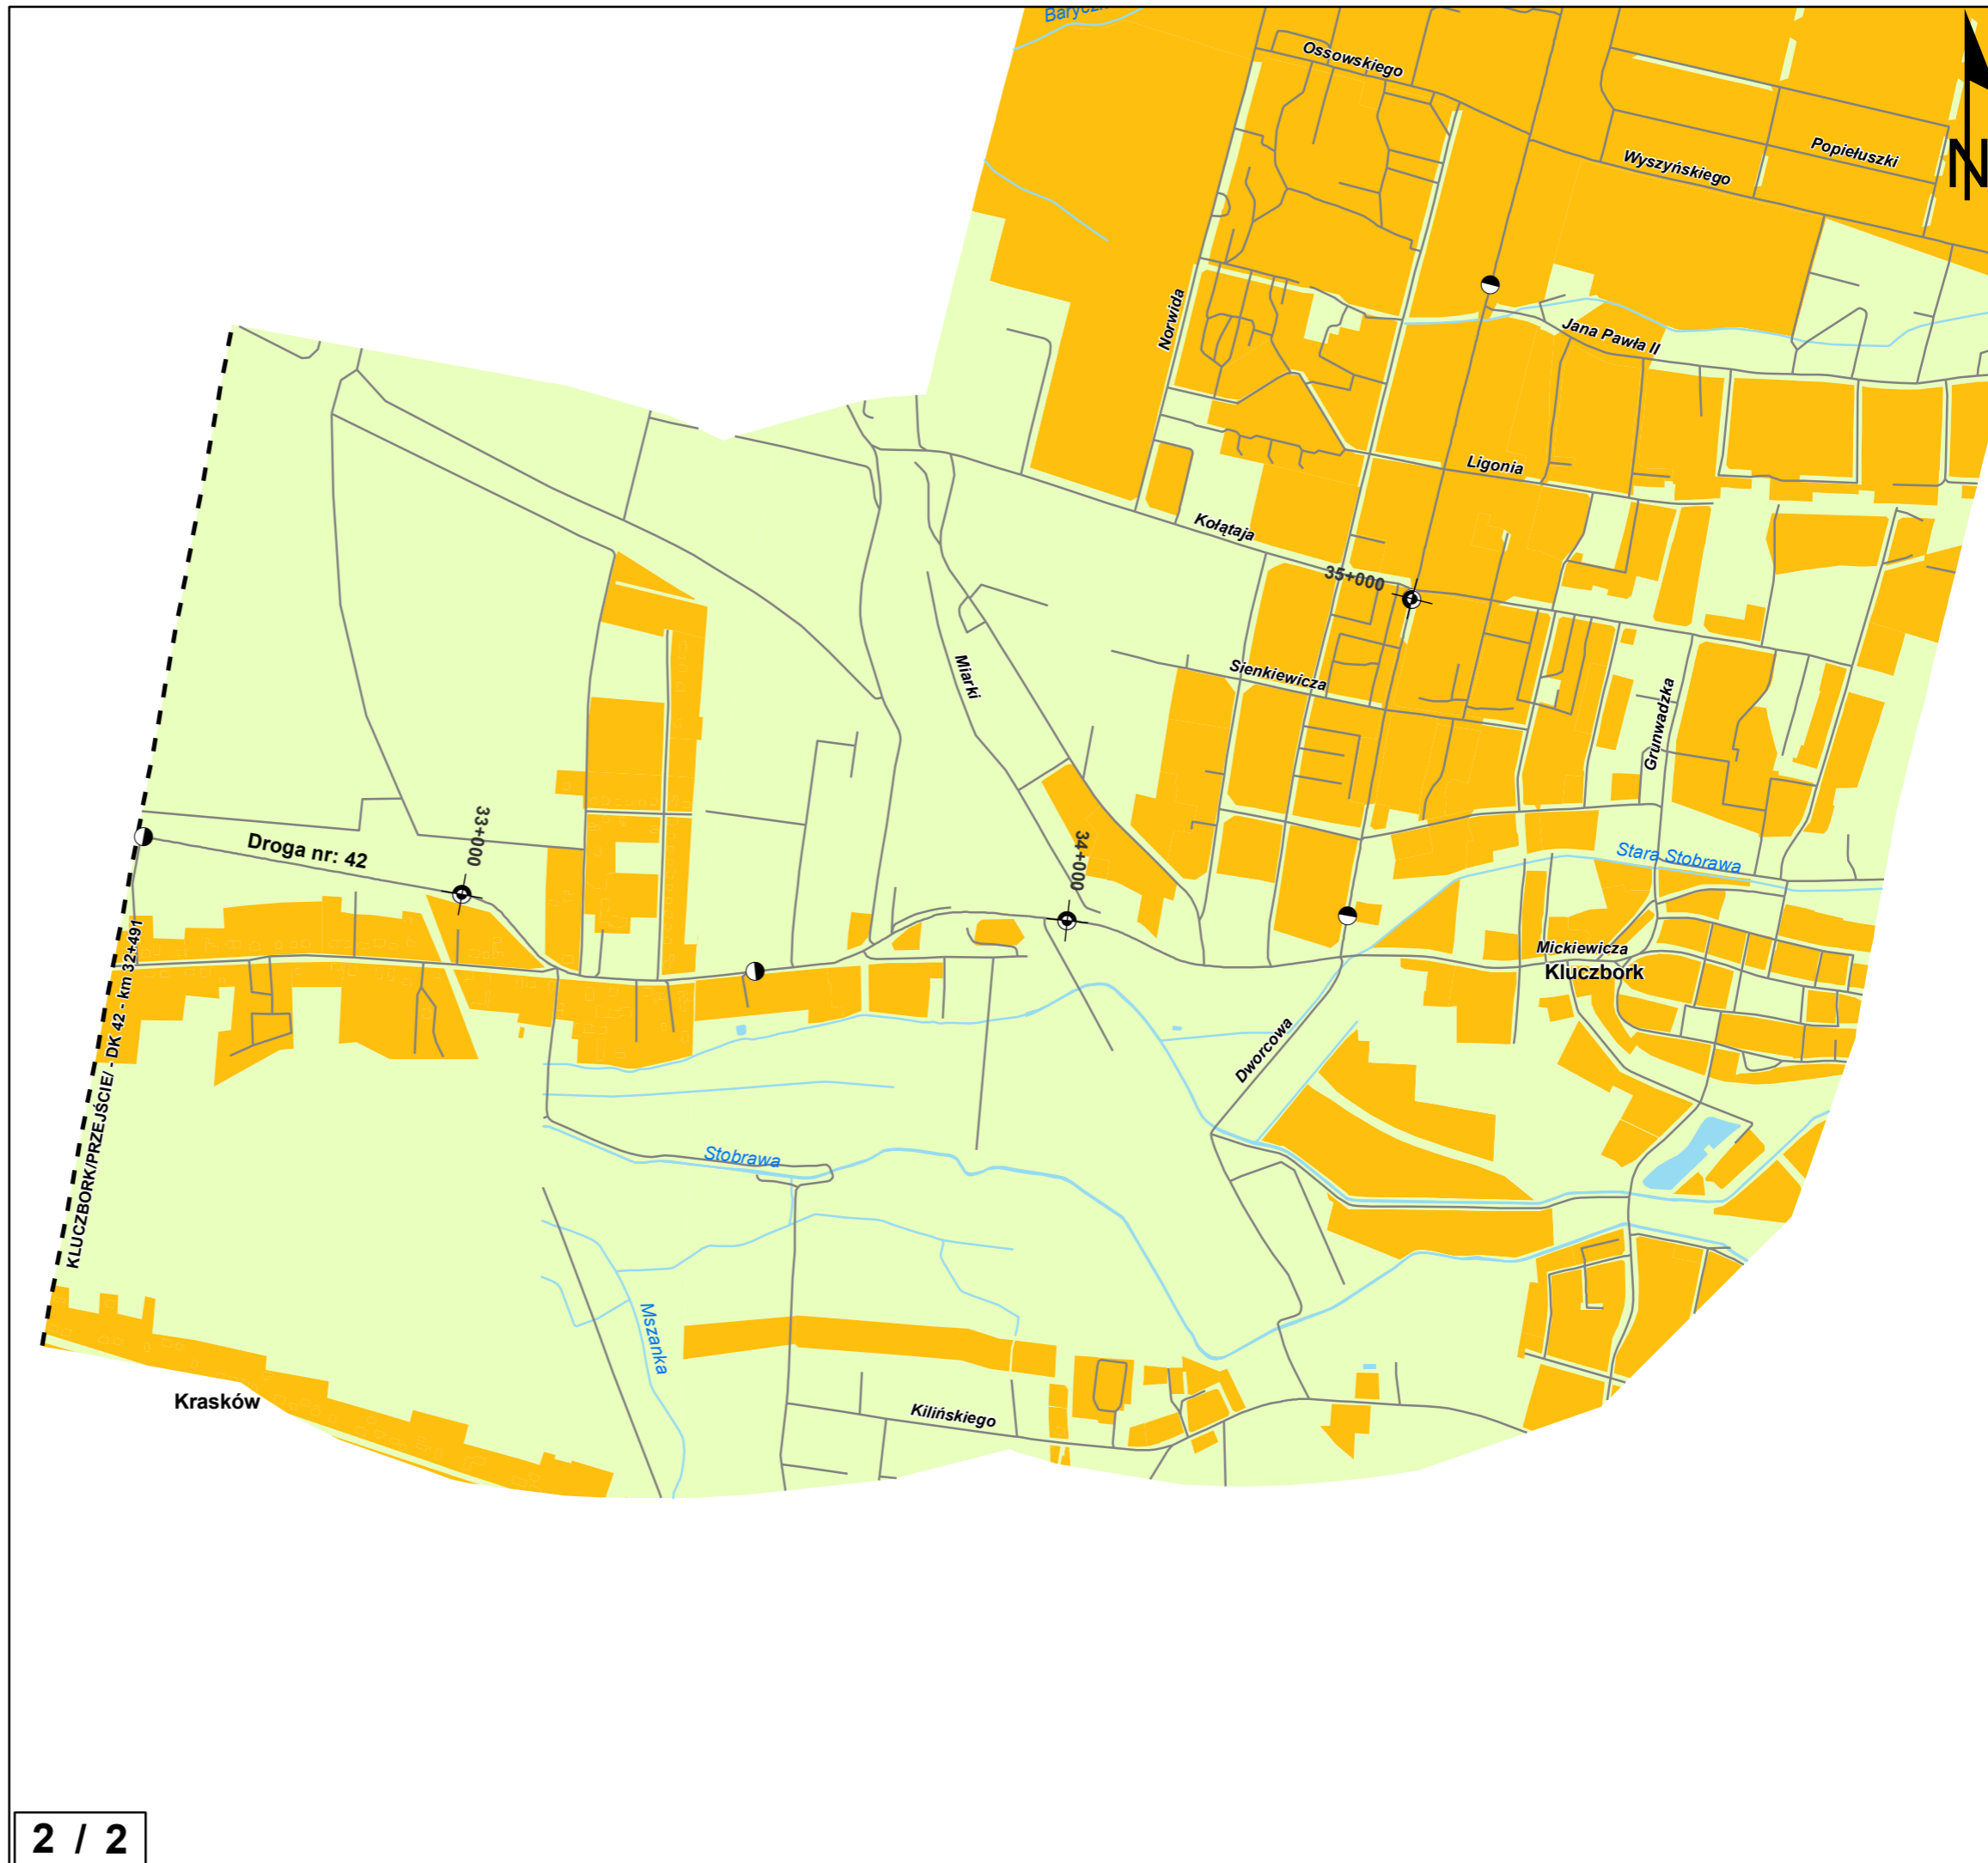 Ossowskiego
Popiełuszki
Wyszyńskiego
N
Norwida
Jana Pawła II
Ligonia
Kołątaja
35+000
Miarki
Sienkiewicza
Grunwadzka
33+000
Droga nr: 42
34+000
Stara Stobrawa
Mickiewicza
Kluczbork
KLUCZBORK/PRZEJŚCIE/ - DK 42 - km 32+491
Dworcowa
Stobrawa
Mszanka
Krasków
Kilińskiego
2 / 2